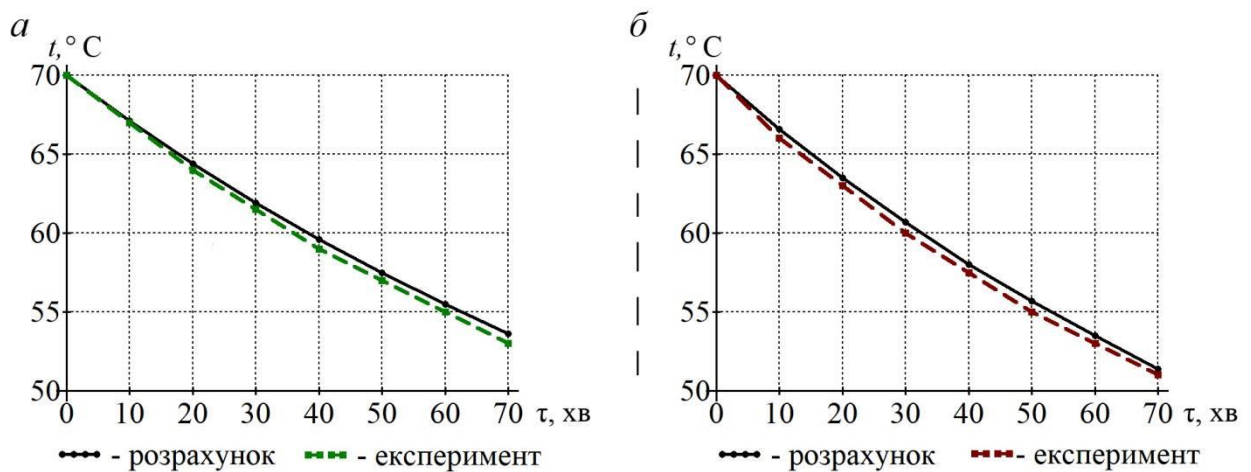 а
t,° C
70
65
60
55
50
0 10 20 30 40 50 60 70 τ, хв
- розрахунок - експеримент
б
t,° C
70
65
60
55
50
0 10 20 30 40 50 60 70 τ, хв
- розрахунок - експеримент